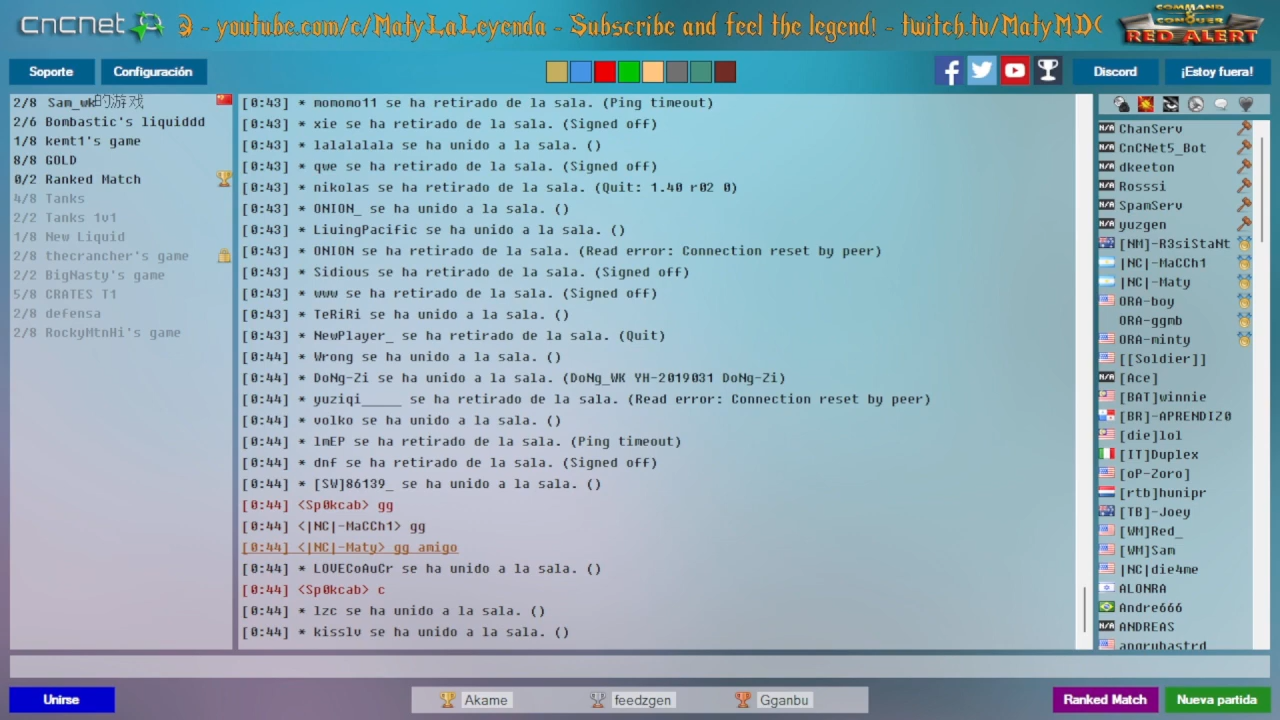 CnCNet
- youtube.com/c/MatyLaLeyenda - Subscribe and feel the legend! - twitch.tv/MatyMD
COMMAND & CONQUER
RED ALERT
Soporte
Configuración
Discord
¡Estoy fuera!
2/8 Sam_wk的游戏
2/6 Bombastic's liquiddd
1/8 kemt1's game
8/8 GOLD
0/2 Ranked Match
4/8 Tanks
2/2 Tanks 1v1
1/8 New Liquid
2/8 thecrancher's game
2/2 BigNasty's game
5/8 CRATES T1
2/8 defensa
2/8 RockyMtnHi's game
[0:43] * momomo11 se ha retirado de la sala. (Ping timeout)
[0:43] * xie se ha retirado de la sala. (Signed off)
[0:43] * lalalalala se ha unido a la sala. ()
[0:43] * qwe se ha retirado de la sala. (Signed off)
[0:43] * nikolas se ha retirado de la sala. (Quit: 1.40 r02 0)
[0:43] * ONION_ se ha unido a la sala. ()
[0:43] * LiuingPacifik se ha unido a la sala. ()
[0:43] * ONION se ha retirado de la sala. (Read error: Connection reset by peer)
[0:43] * Sidious se ha retirado de la sala. (Signed off)
[0:43] * www se ha retirado de la sala. (Signed off)
[0:43] * TeRiRi se ha unido a la sala. ()
[0:43] * NewPlayer_ se ha retirado de la sala. (Quit)
[0:44] * Wrong se ha unido a la sala. ()
[0:44] * DoNg-Zi se ha unido a la sala. (DoNg_WK YH-2019031 DoNg-Zi)
[0:44] * yuziqi______ se ha retirado de la sala. (Read error: Connection reset by peer)
[0:44] * volko se ha unido a la sala. ()
[0:44] * lmEP se ha retirado de la sala. (Ping timeout)
[0:44] * dnf se ha retirado de la sala. (Signed off)
[0:44] * [SW]86139_ se ha unido a la sala. ()
[0:44] <Sp0kcab> gg
[0:44] <|NC|-MaCCh1> gg
[0:44] <|NC|-Maty> gg amigo
[0:44] * LOVECoAuCr se ha unido a la sala. ()
[0:44] <Sp0kcab> c
[0:44] * lzc se ha unido a la sala. ()
[0:44] * kisslv se ha unido a la sala. ()
N/A ChanServ
N/A CnCNet5_Bot
N/A dkeeton
N/A Rosssi
N/A SpamServ
N/A yuzgen
[NM]-R3siStaNt
|NC|-MaCCh1
|NC|-Maty
ORA-boy
ORA-ggmb
ORA-minty
[[Soldier]]
N/A [Ace]
[BAT]winnie
[BR]-APRENDIZ0
[die]lol
[IT]Duplex
[oP-Zoro]
[rtb]hunipr
[TB]-Joey
[WM]Red_
[WM]Sam
|NC|die4me
ALONRA
Andre666
N/A ANDREAS
angrybastrd
Unirse
Akame
feedzgen
Gganbu
Ranked Match
Nueva partida